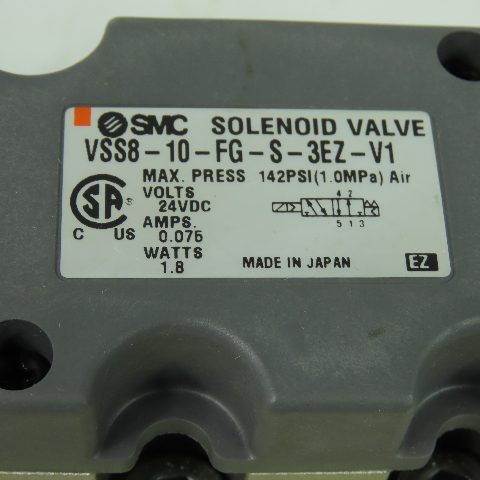 SMC SOLENOID VALVE
VSS8-10-FG-S-3EZ-V1
MAX. PRESS 142PSI(1.0MPa) Air
VOLTS
24VDC
AMPS.
0.075
WATTS
1.8
SA ®
C US
4 2
5 1 3
MADE IN JAPAN
EZ